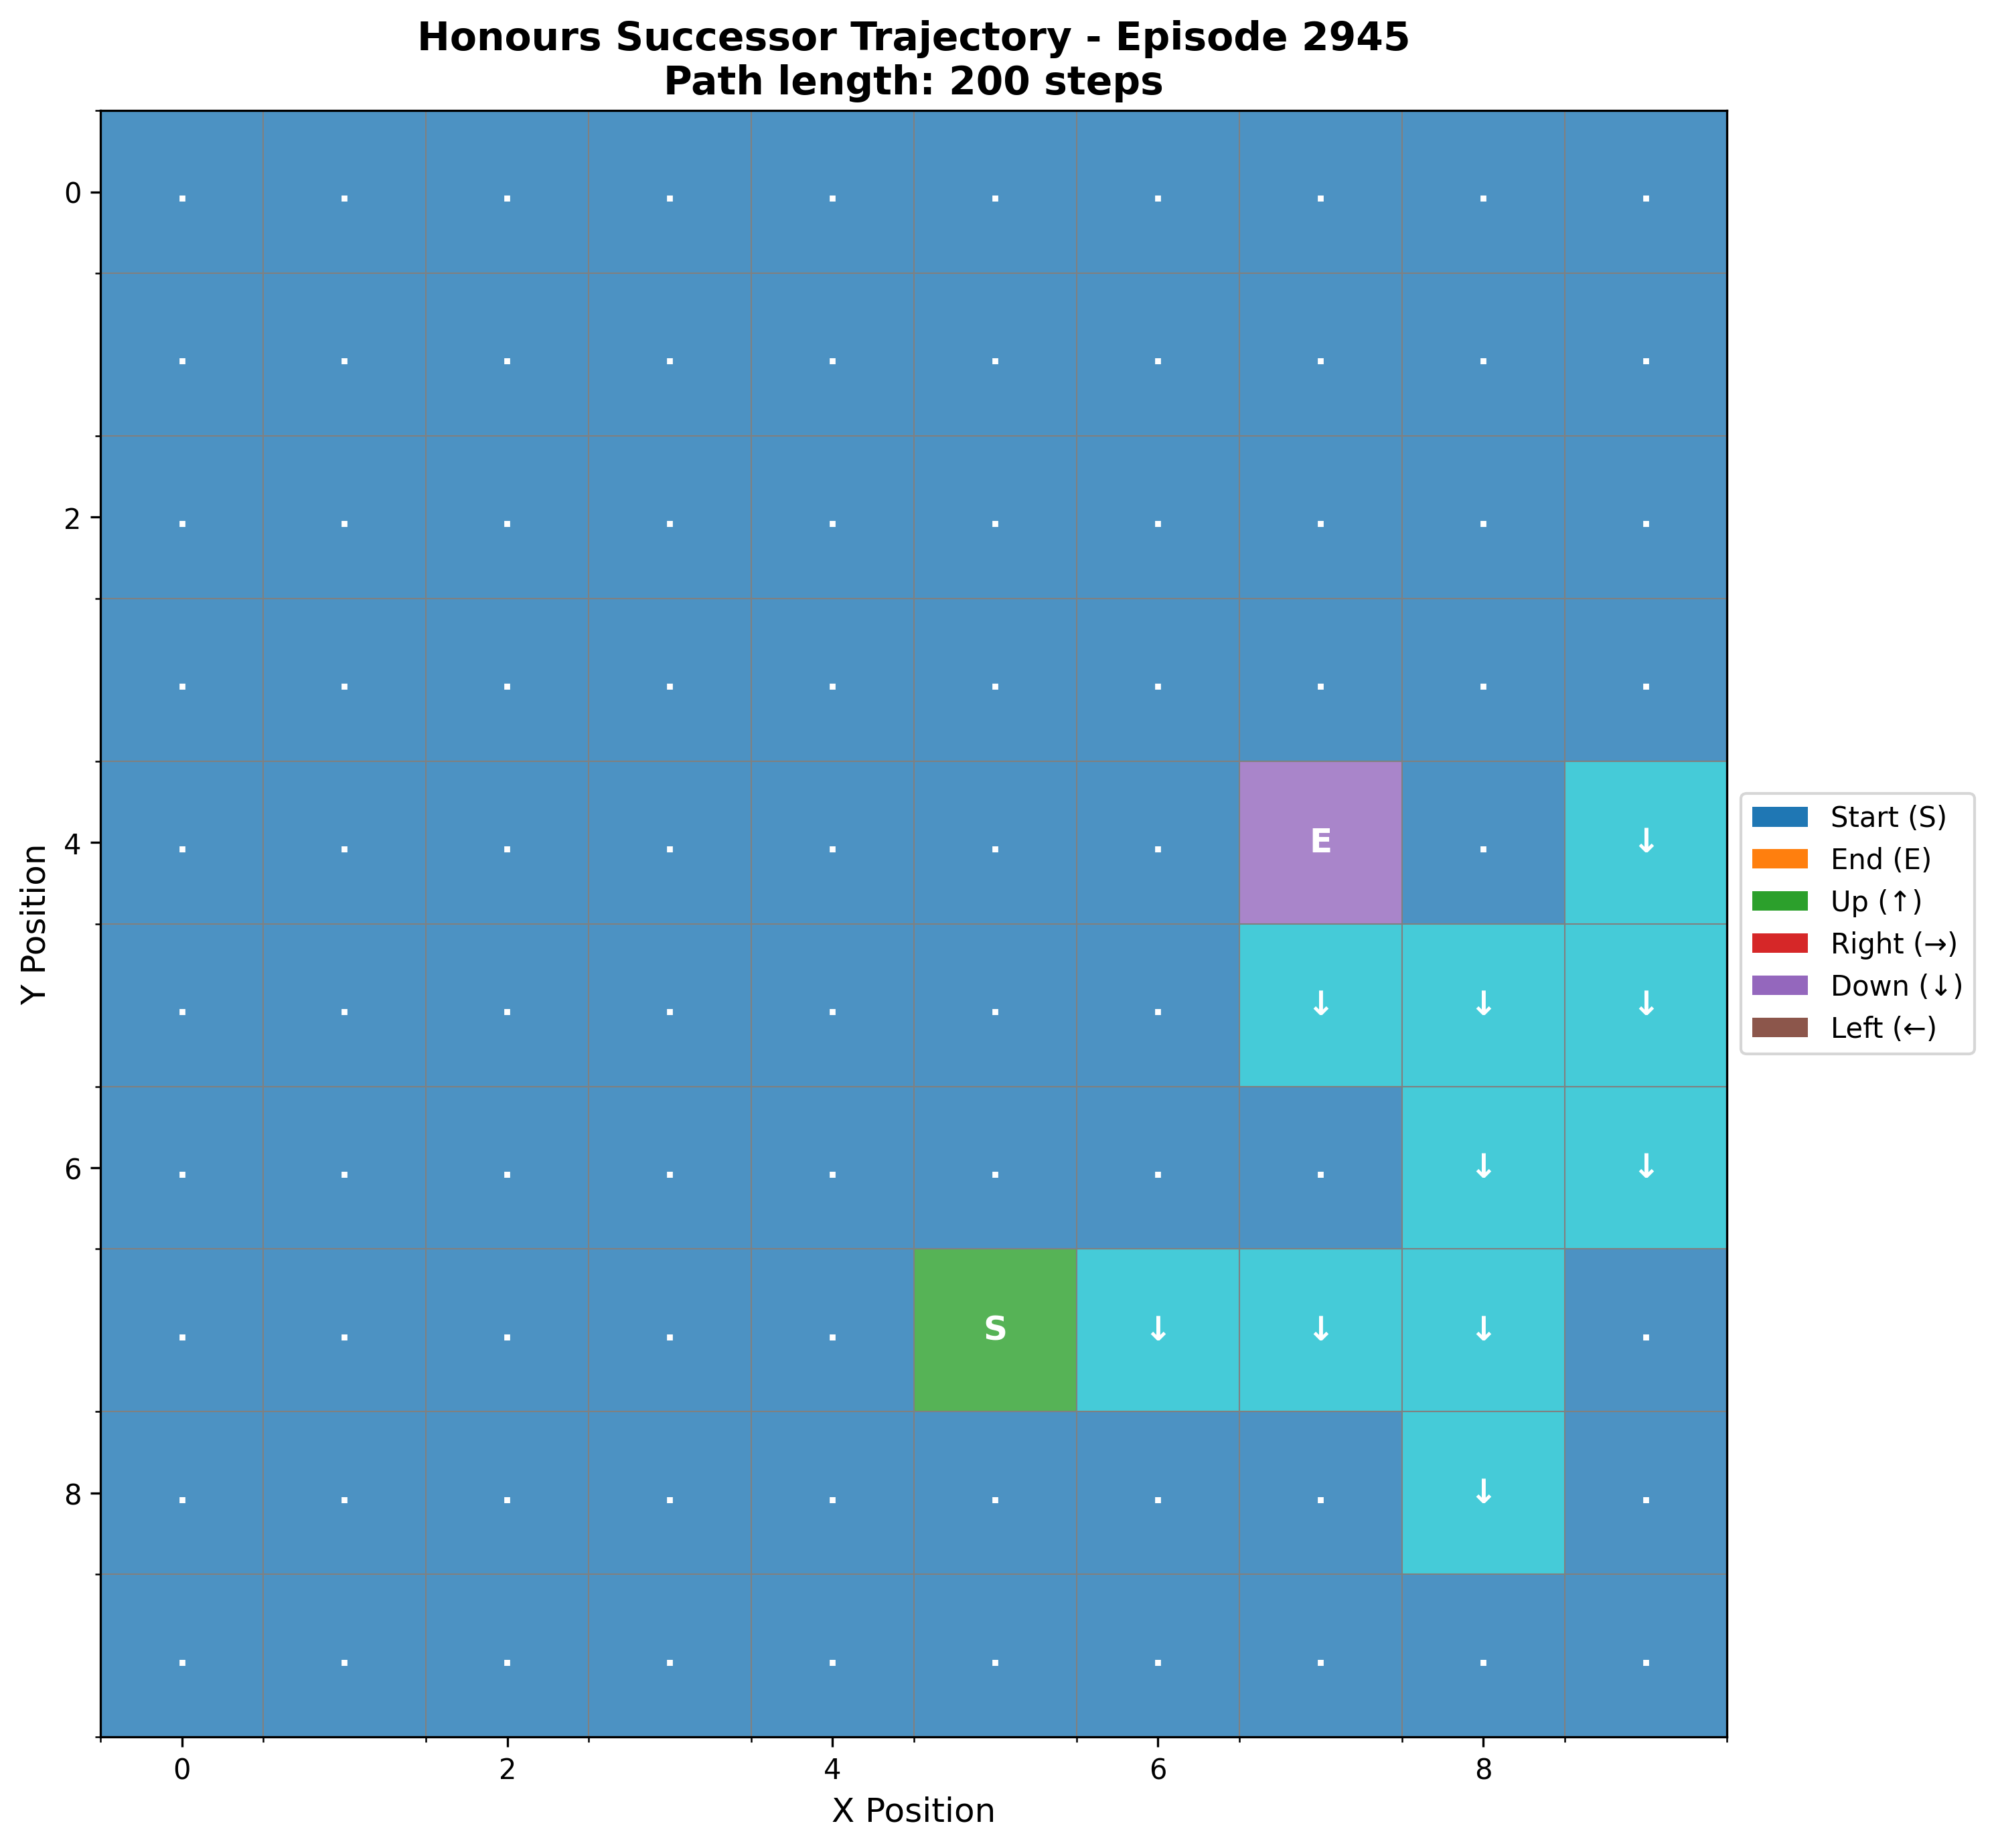 Honours Successor Trajectory - Episode 2945
Path length: 200 steps
Y Position
0
. . . . . . . . . .
. . . . . . . . . .
2
. . . . . . . . . .
. . . . . . . . . .
4
. . . . . . . E . ↓
. . . . . . . ↓ ↓ ↓
6
. . . . . . . . ↓ ↓
. . . . . S ↓ ↓ ↓ .
8
. . . . . . . . ↓ .
. . . . . . . . . .
0 2 4 6 8
X Position
Start (S)
End (E)
Up (↑)
Right (→)
Down (↓)
Left (←)